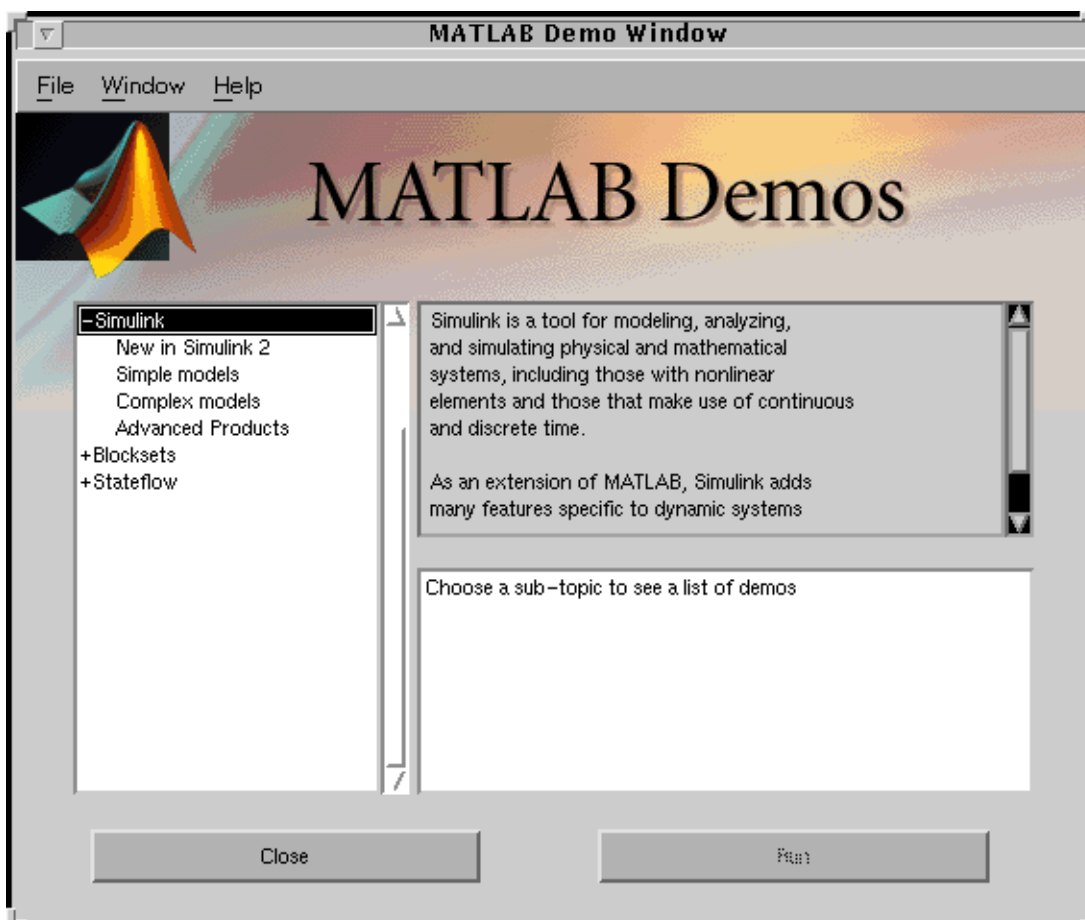 MATLAB Demo Window
File Window Help
MATLAB Demos
−Simulink
New in Simulink 2
Simple models
Complex models
Advanced Products
+Blocksets
+Stateflow
Simulink is a tool for modeling, analyzing,
and simulating physical and mathematical
systems, including those with nonlinear
elements and those that make use of continuous
and discrete time.
As an extension of MATLAB, Simulink adds
many features specific to dynamic systems
Choose a sub−topic to see a list of demos
Close
Run